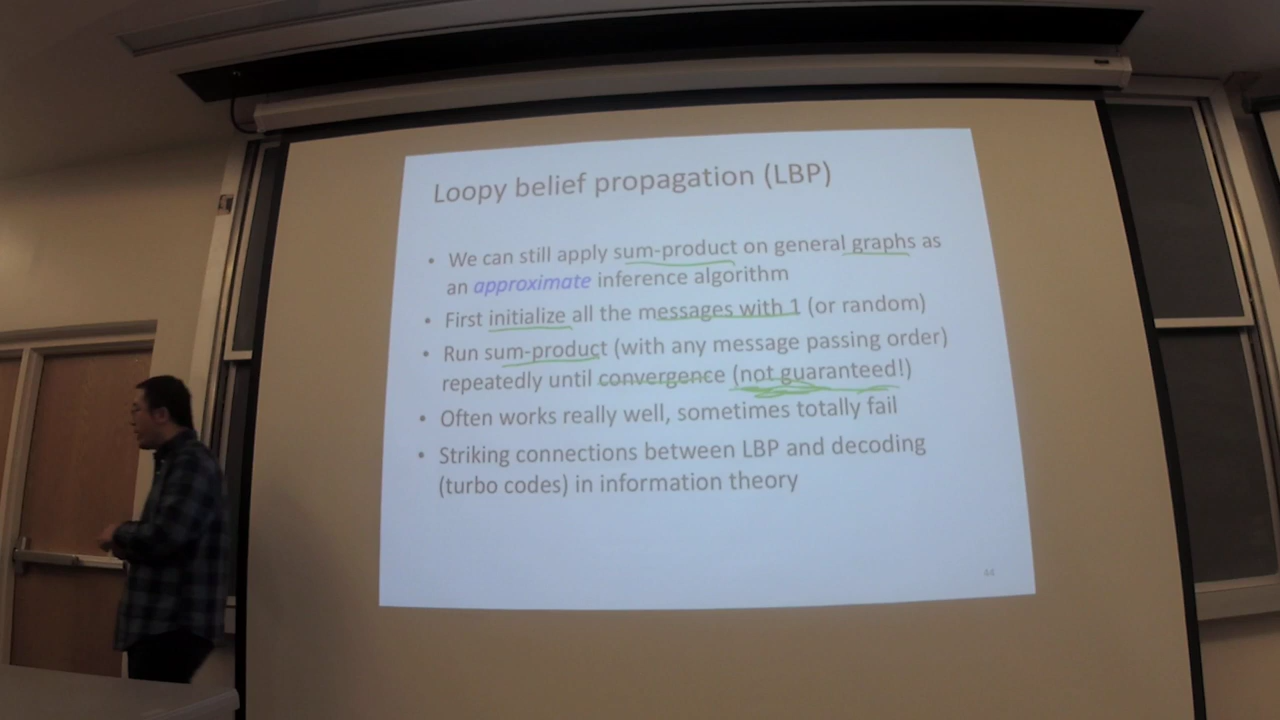 Loopy belief propagation (LBP)
• We can still apply sum-product on general graphs as
an approximate inference algorithm
• First initialize all the messages with 1 (or random)
• Run sum-product (with any message passing order)
repeatedly until convergence (not guaranteed!)
• Often works really well, sometimes totally fail
• Striking connections between LBP and decoding
(turbo codes) in information theory
44